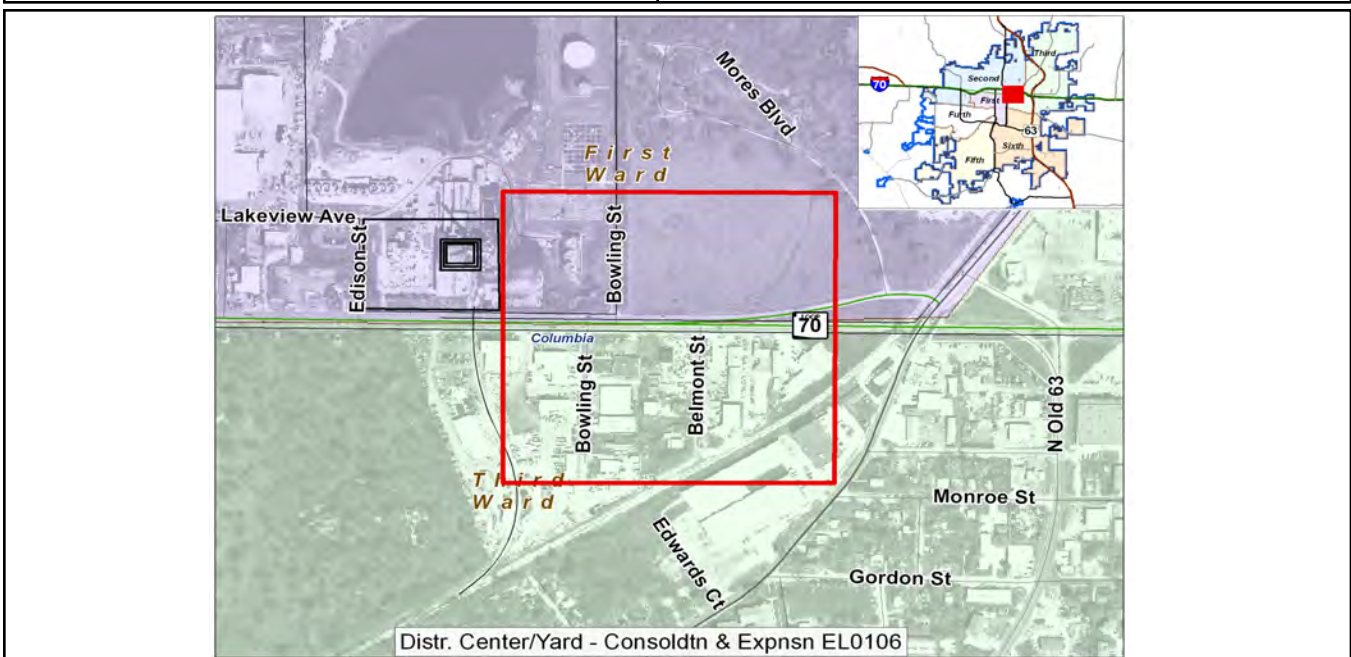 Mores Blvd
First
Ward
Lakeview Ave
Edison St
Bowling St
LOOP
70
Columbia
Bowling St
Belmont St
N Old 63
Third
Ward
Monroe St
Edwards Ct
Gordon St
Distr. Center/Yard - Consoldtn & Expnsn EL0106
Third
Second
70
First
Furth
63
Sixth
Fifth